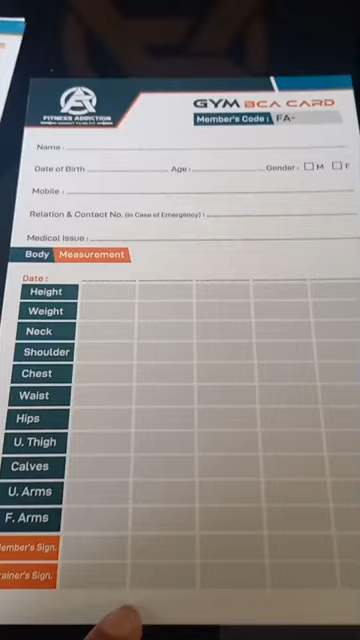 FITNESS ADDICTION
GYM BCA CARD
Member's Code : FA-
Name :
Date of Birth Age : Gender : M F
Mobile :
Relation & Contact No. (In Case of Emergency) :
Medical Issue :
Body Measurement
Date :
Height
Weight
Neck
Shoulder
Chest
Waist
Hips
U. Thigh
Calves
U. Arms
F. Arms
ember's Sign.
rainer's Sign.